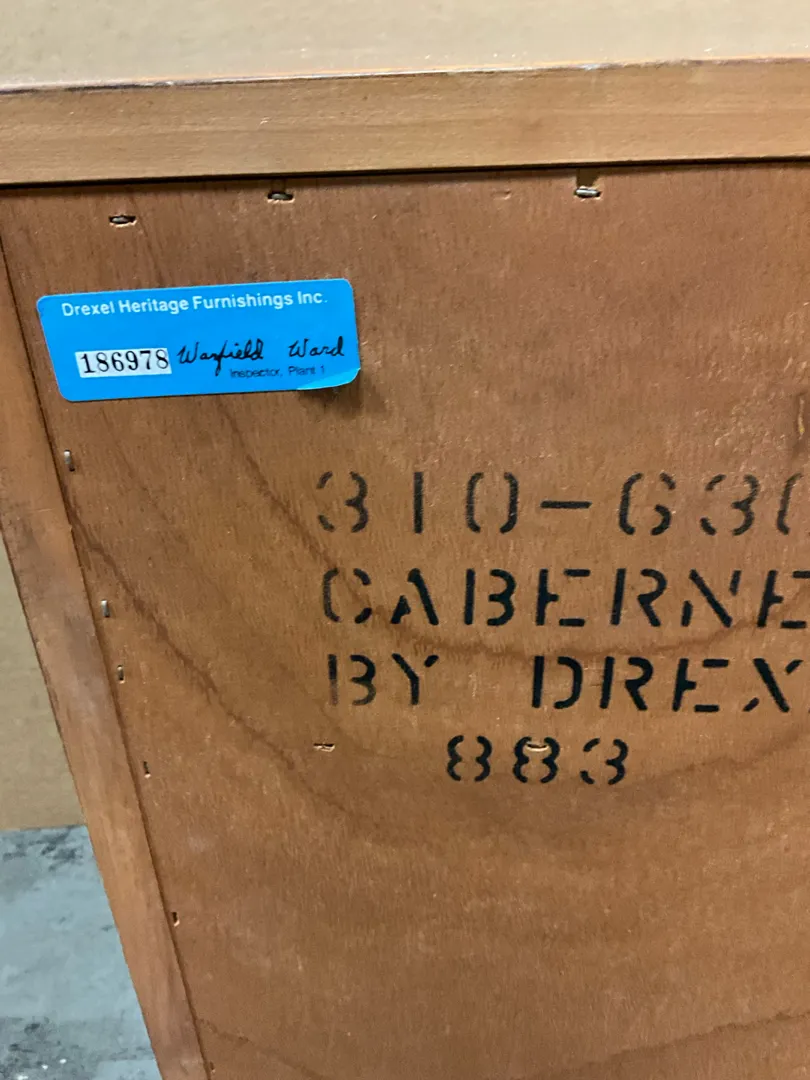 Drexel Heritage Furnishings Inc.
186978 Warfield Ward
Inspector, Plant 1
310-630
CABERNE
BY DREX
883